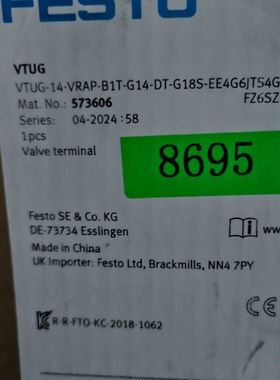 FESTO
VTUG
VTUG-14-VRAP-B1T-G14-DT-G18S-EE4G6JTS4G
FZ6SZ
Mat. No.: 573606
Series: 04-2024 : 58
1pcs
Valve terminal
8695
Festo SE & Co. KG
DE-73734 Esslingen
Made in China
UK Importer: Festo Ltd, Brackmills, NN4 7PY
i ww
CE
R-R-FTO-KC-2018-1062